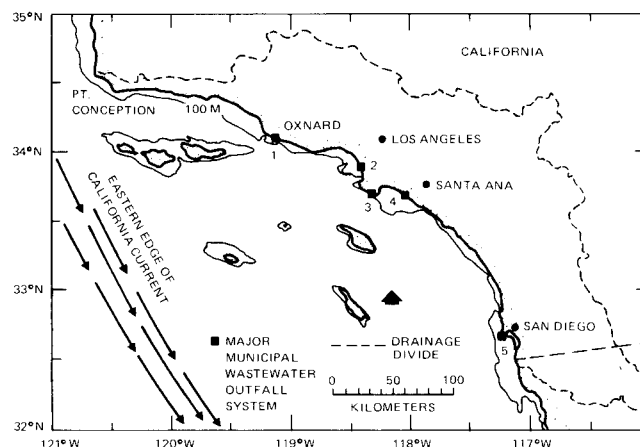 35°N
CALIFORNIA
PT.
CONCEPTION
100 M
OXNARD
LOS ANGELES
34°N
1
2
SANTA ANA
3
4
EASTERN EDGE OF
CALIFORNIA CURRENT
33°N
MAJOR
MUNICIPAL
WASTEWATER
OUTFALL
SYSTEM
DRAINAGE
DIVIDE
SAN DIEGO
5
0 50 100
KILOMETERS
32°N
121°W
120°W
119°W
118°W
117°W